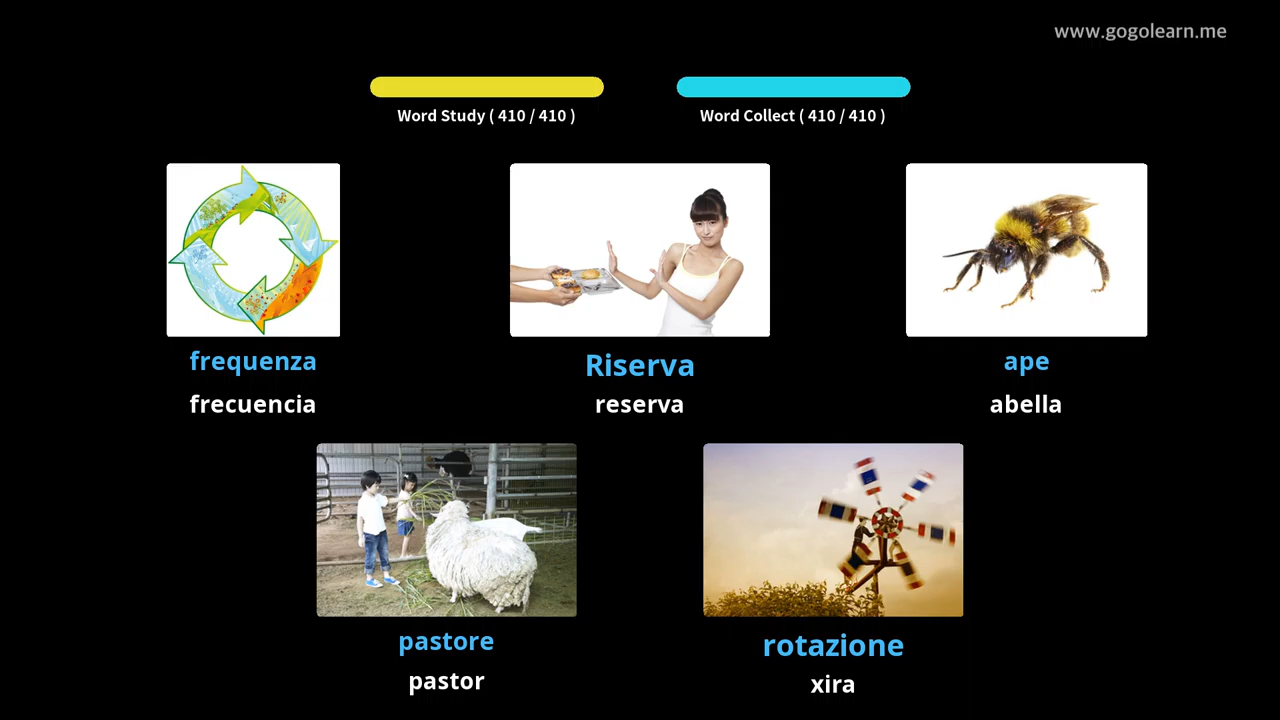 www.gogolearn.me
Word Study ( 410 / 410 )
Word Collect ( 410 / 410 )
frequenza
frecuencia
Riserva
reserva
ape
abella
pastore
pastor
rotazione
xira